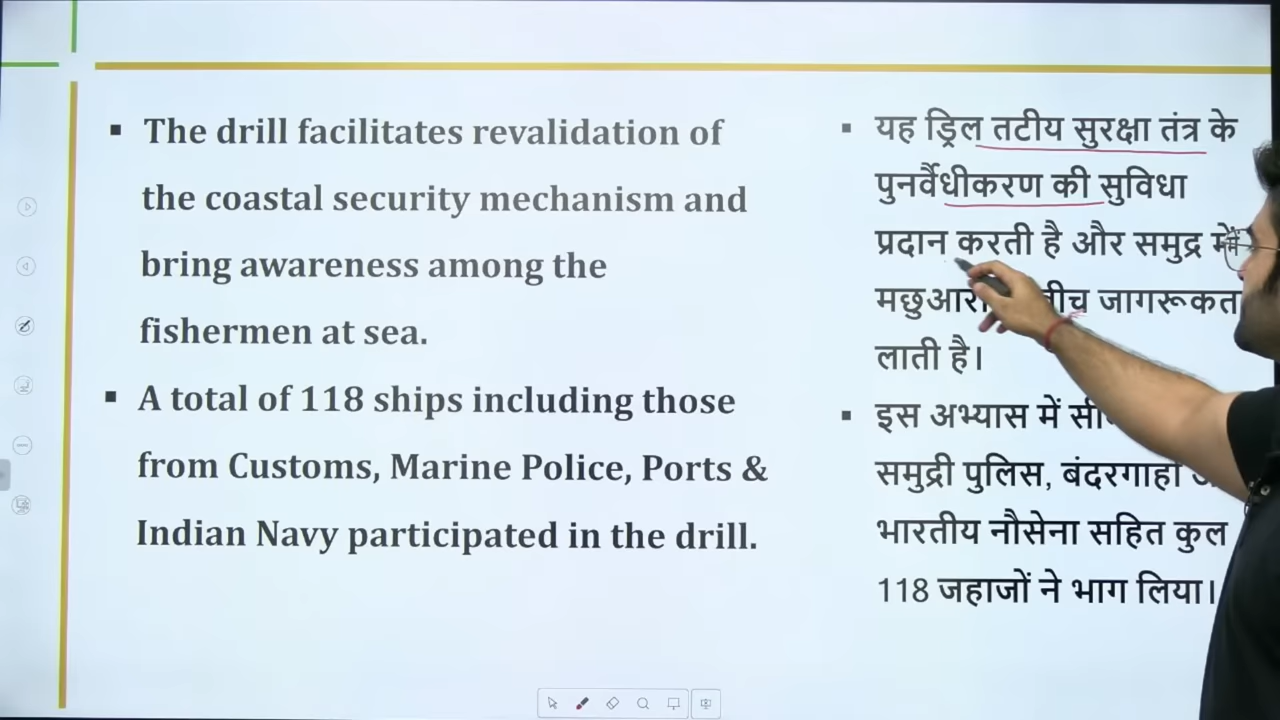 The drill facilitates revalidation of
the coastal security mechanism and
bring awareness among the
fishermen at sea.
A total of 118 ships including those
from Customs, Marine Police, Ports &
Indian Navy participated in the drill.
यह ड्रिल तटीय सुरक्षा तंत्र के
पुनर्वैधीकरण की सुविधा
प्रदान करती है और समुद्र में
जागरूकता
लाती है।
इस अभ्यास में
समुद्री पुलिस, बंदरगाहों
भारतीय नौसेना सहित कुल
118 जहाजों ने भाग लिया।